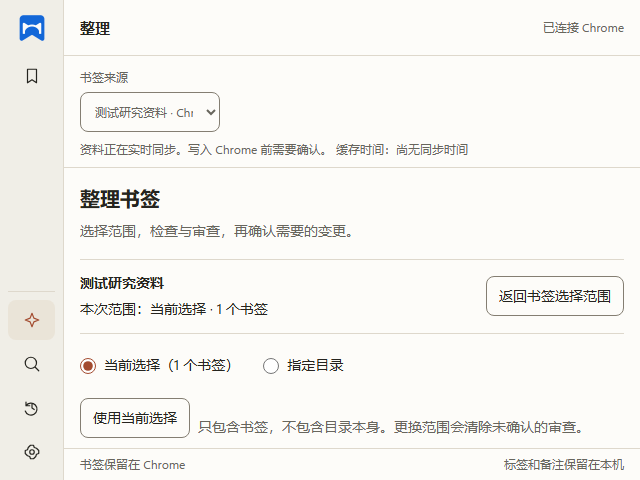 整理
已连接 Chrome
书签来源
测试研究资料 · Chr
资料正在实时同步。写入 Chrome 前需要确认。 缓存时间：尚无同步时间
整理书签
选择范围，检查与审查，再确认需要的变更。
测试研究资料
本次范围：当前选择 · 1 个书签
返回书签选择范围
当前选择（1 个书签）
指定目录
使用当前选择
只包含书签，不包含目录本身。更换范围会清除未确认的审查。
书签保留在 Chrome
标签和备注保留在本机